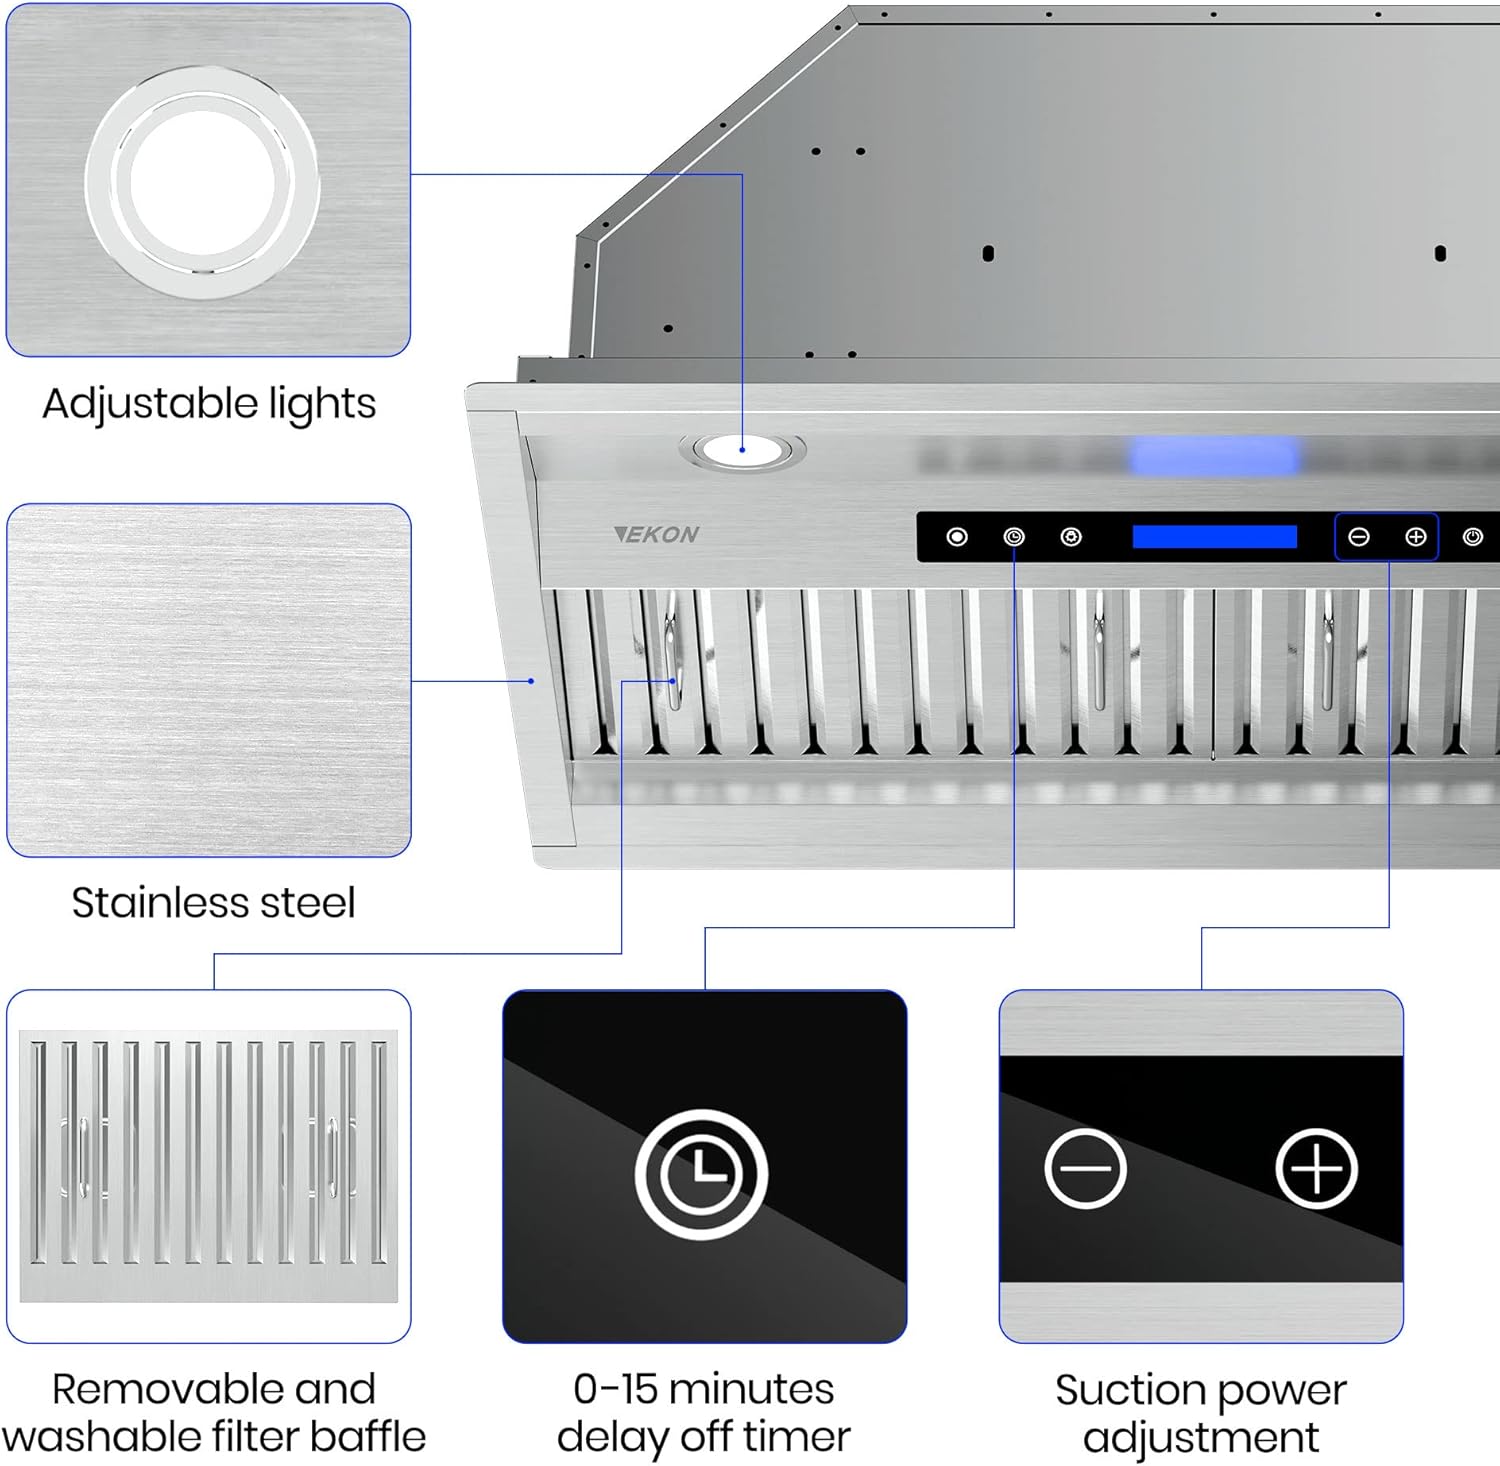 Adjustable lights
VEKON
Stainless steel
Removable and
washable filter baffle
0-15 minutes
delay off timer
Suction power
adjustment